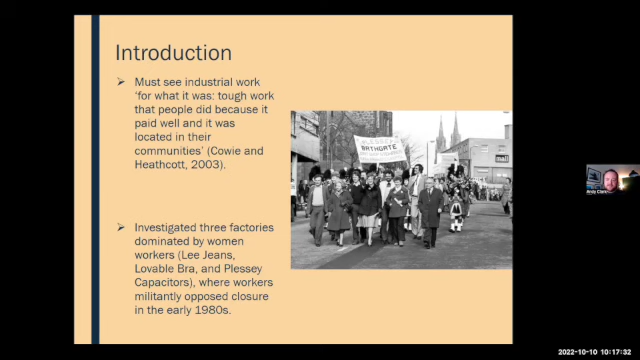 Introduction
➤ Must see industrial work
‘for what it was: tough work
that people did because it
paid well and it was
located in their
communities’ (Cowie and
Heathcott, 2003).
➤ Investigated three factories
dominated by women
workers (Lee Jeans,
Lovable Bra, and Plessey
Capacitors), where workers
militantly opposed closure
in the early 1980s.
PLESSEY
BATHGATE
Andy Clark
2022-10-10 10:17:32